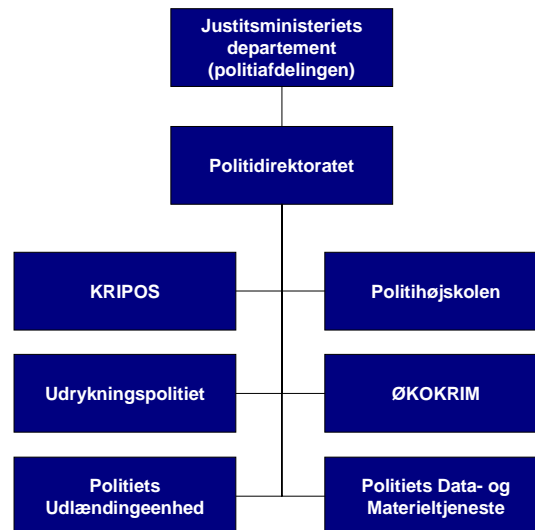 Justitsministeriets
departement
(politiafdelingen)
Politidirektoratet
KRIPOS
Politihøjskolen
Udrykningspolitiet
ØKOKRIM
Politiets
Udlændingeenhed
Politiets Data- og
Materieltjeneste